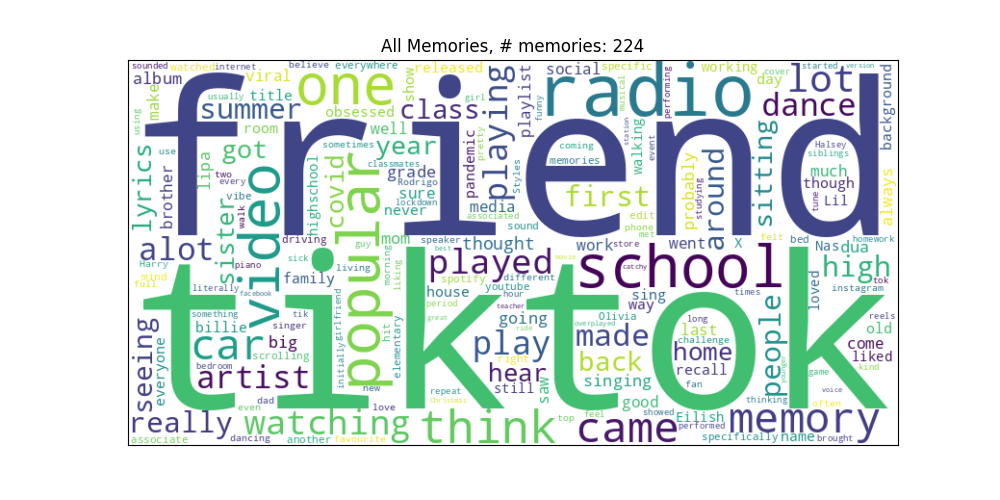 All Memories, # memories: 224
sounded watched internet believe everywhere released social specific working cover started version
album viral one show radio day lot
using make usually title summer obsessed class girl playing playlist funny musical performing dance background
room well year station event walking
lyrics use got sometimes classmates pandemic pretty coming memories around sitting Halsey siblings
brother lipa two every highschool covid grade Rodrigo sure lockdown Styles first probably studying much though tune Lil always
friend
sister vibe walk video popular never media associated sound edit phone met
alot driving guy mom speaker best thought work store went X felt bed Nas dua homework
Harry piano sick living morning liking played movie school catchy high tok
mind full literally facebook family spotify different youtube hour loved instagram
tiktok
something billie singer tik house period teacher sing way Olivia long times reels
seeing everyone car scrolling big girlfriend hit elementary great going ride overplayed made last challenge people old
artist bedroom initially play right back home recall fan younger game come liked kind
dad new hear still saw singing voice
really even love repeat Christmas good thinking often
watching think top feel came showed performed Eilish memory
associate dancing another favourite specifically name brought